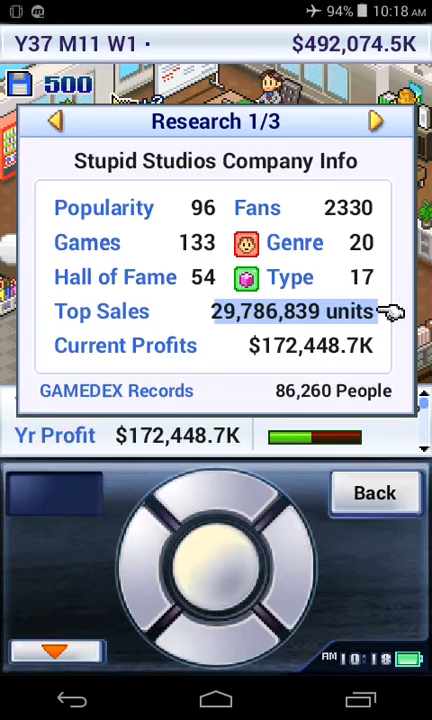 94% 10:18 AM
Y37 M11 W1 · $492,074.5K
500
Research 1/3
Stupid Studios Company Info
Popularity 96 Fans 2330
Games 133 Genre 20
Hall of Fame 54 Type 17
Top Sales 29,786,839 units
Current Profits $172,448.7K
GAMEDEX Records 86,260 People
Yr Profit $172,448.7K
Back
AM 10:18